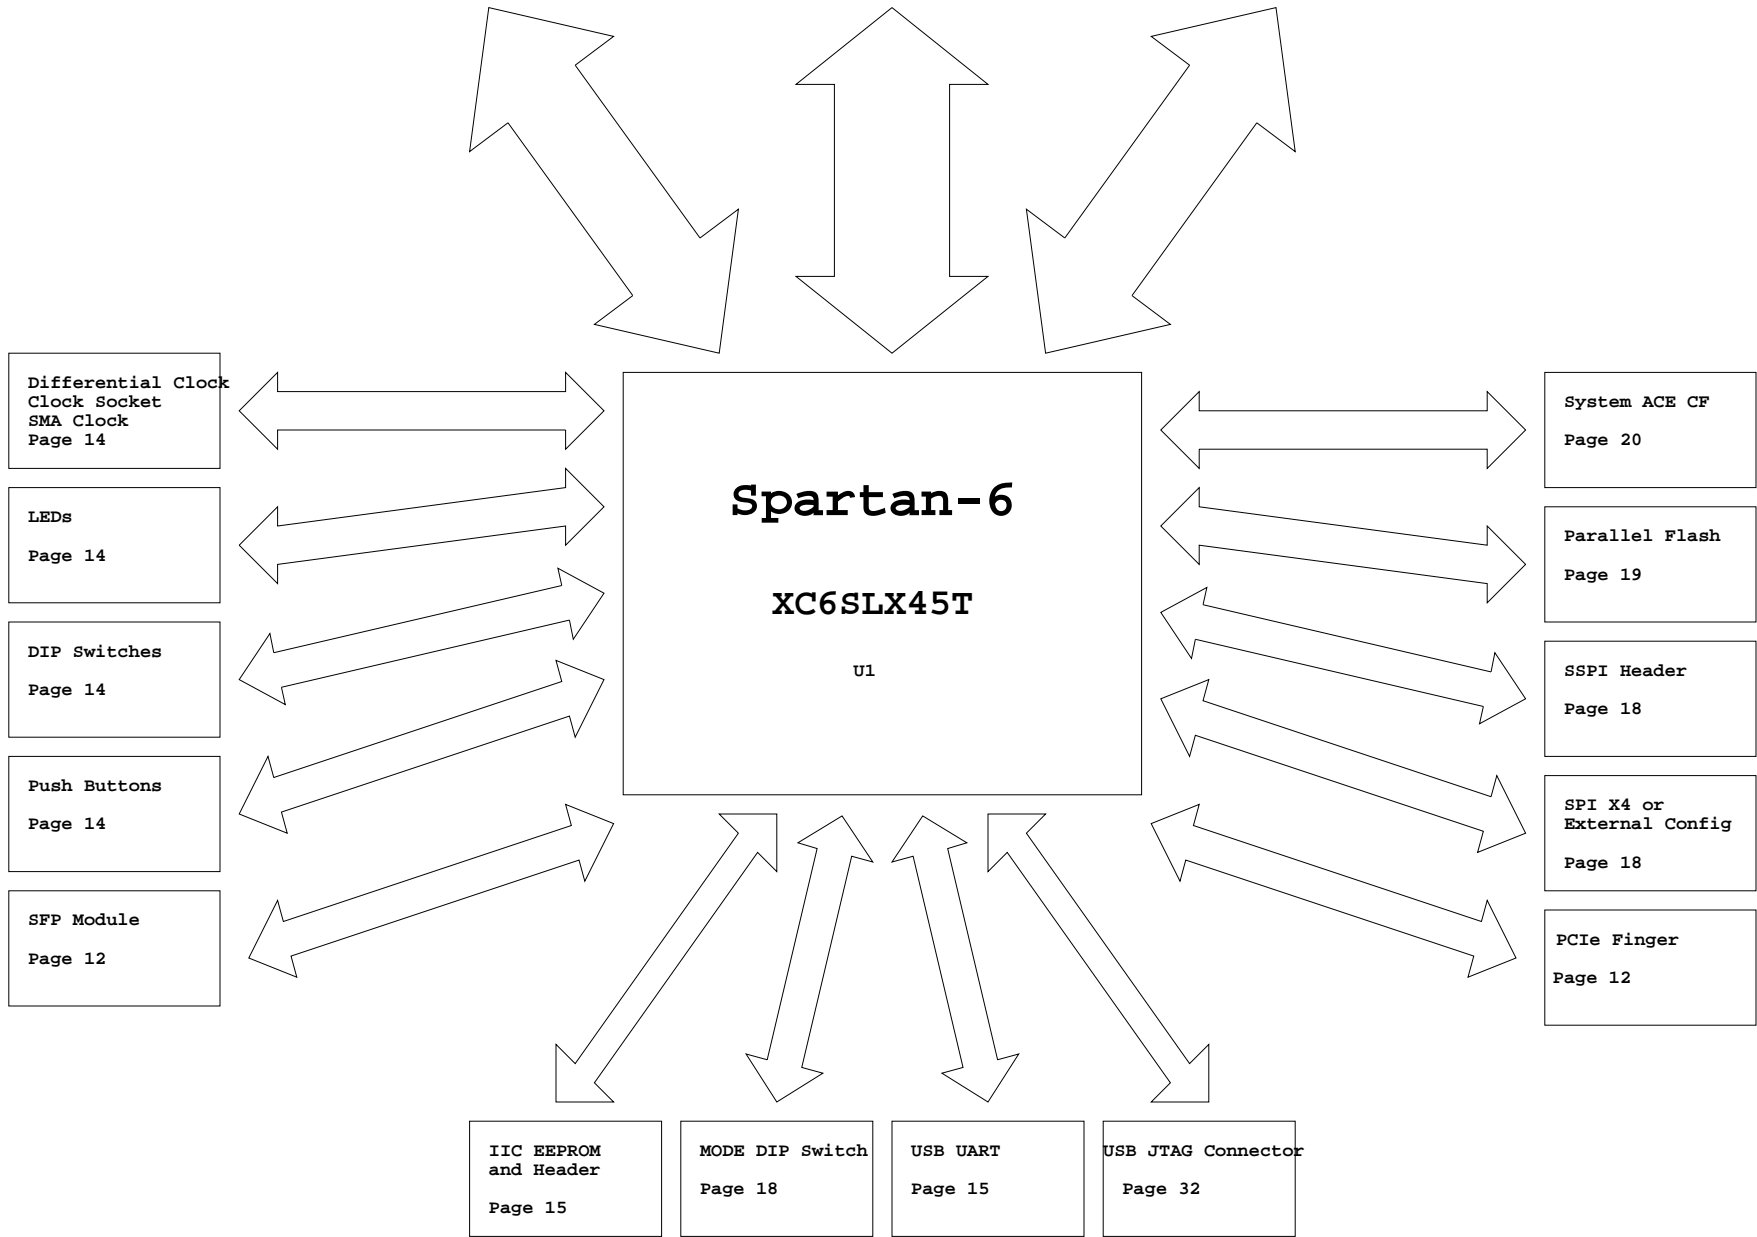 Differential Clock
Clock Socket
SMA Clock
Page 14
LEDs
Page 14
DIP Switches
Page 14
Push Buttons
Page 14
SFP Module
Page 12
Spartan-6
XC6SLX45T
U1
System ACE CF
Page 20
Parallel Flash
Page 19
SSPI Header
Page 18
SPI X4 or
External Config
Page 18
PCIe Finger
Page 12
IIC EEPROM
and Header
Page 15
MODE DIP Switch
Page 18
USB UART
Page 15
USB JTAG Connector
Page 32